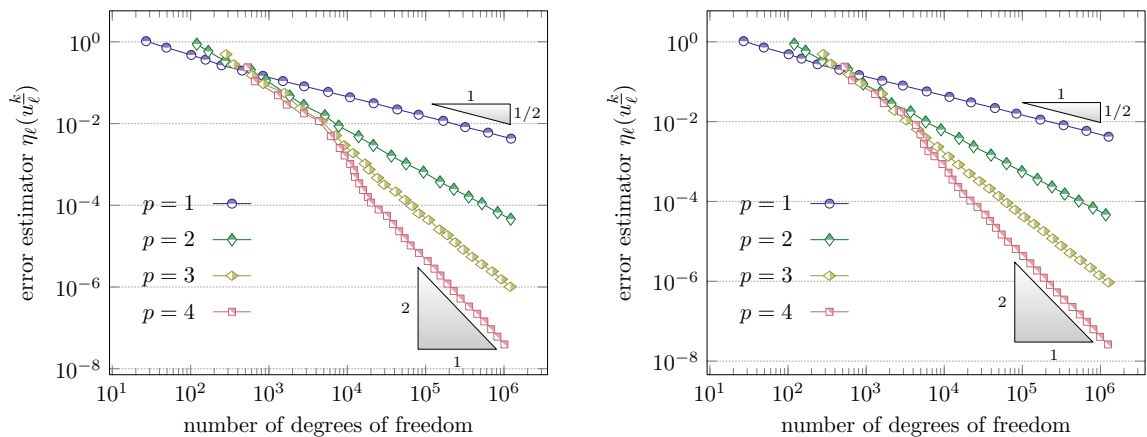 10^0
10^{-2}
10^{-4}
10^{-6}
10^{-8}
error estimator η_ℓ(u_ℓ^{\underline{k}})
p = 1
p = 2
p = 3
p = 4
1
1/2
2
1
10^1 10^2 10^3 10^4 10^5 10^6
number of degrees of freedom
10^0
10^{-2}
10^{-4}
10^{-6}
10^{-8}
error estimator η_ℓ(u_ℓ^{\underline{k}})
p = 1
p = 2
p = 3
p = 4
1
1/2
2
1
10^1 10^2 10^3 10^4 10^5 10^6
number of degrees of freedom